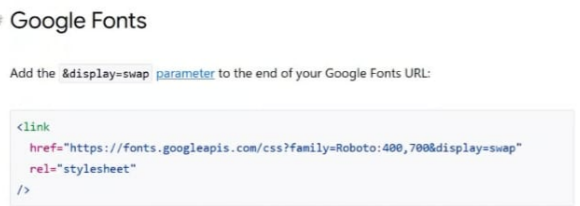 Google Fonts
Add the &display=swap parameter to the end of your Google Fonts URL:
<link
href="https://fonts.googleapis.com/css?family=Roboto:400,700&display=swap"
rel="stylesheet"
/>